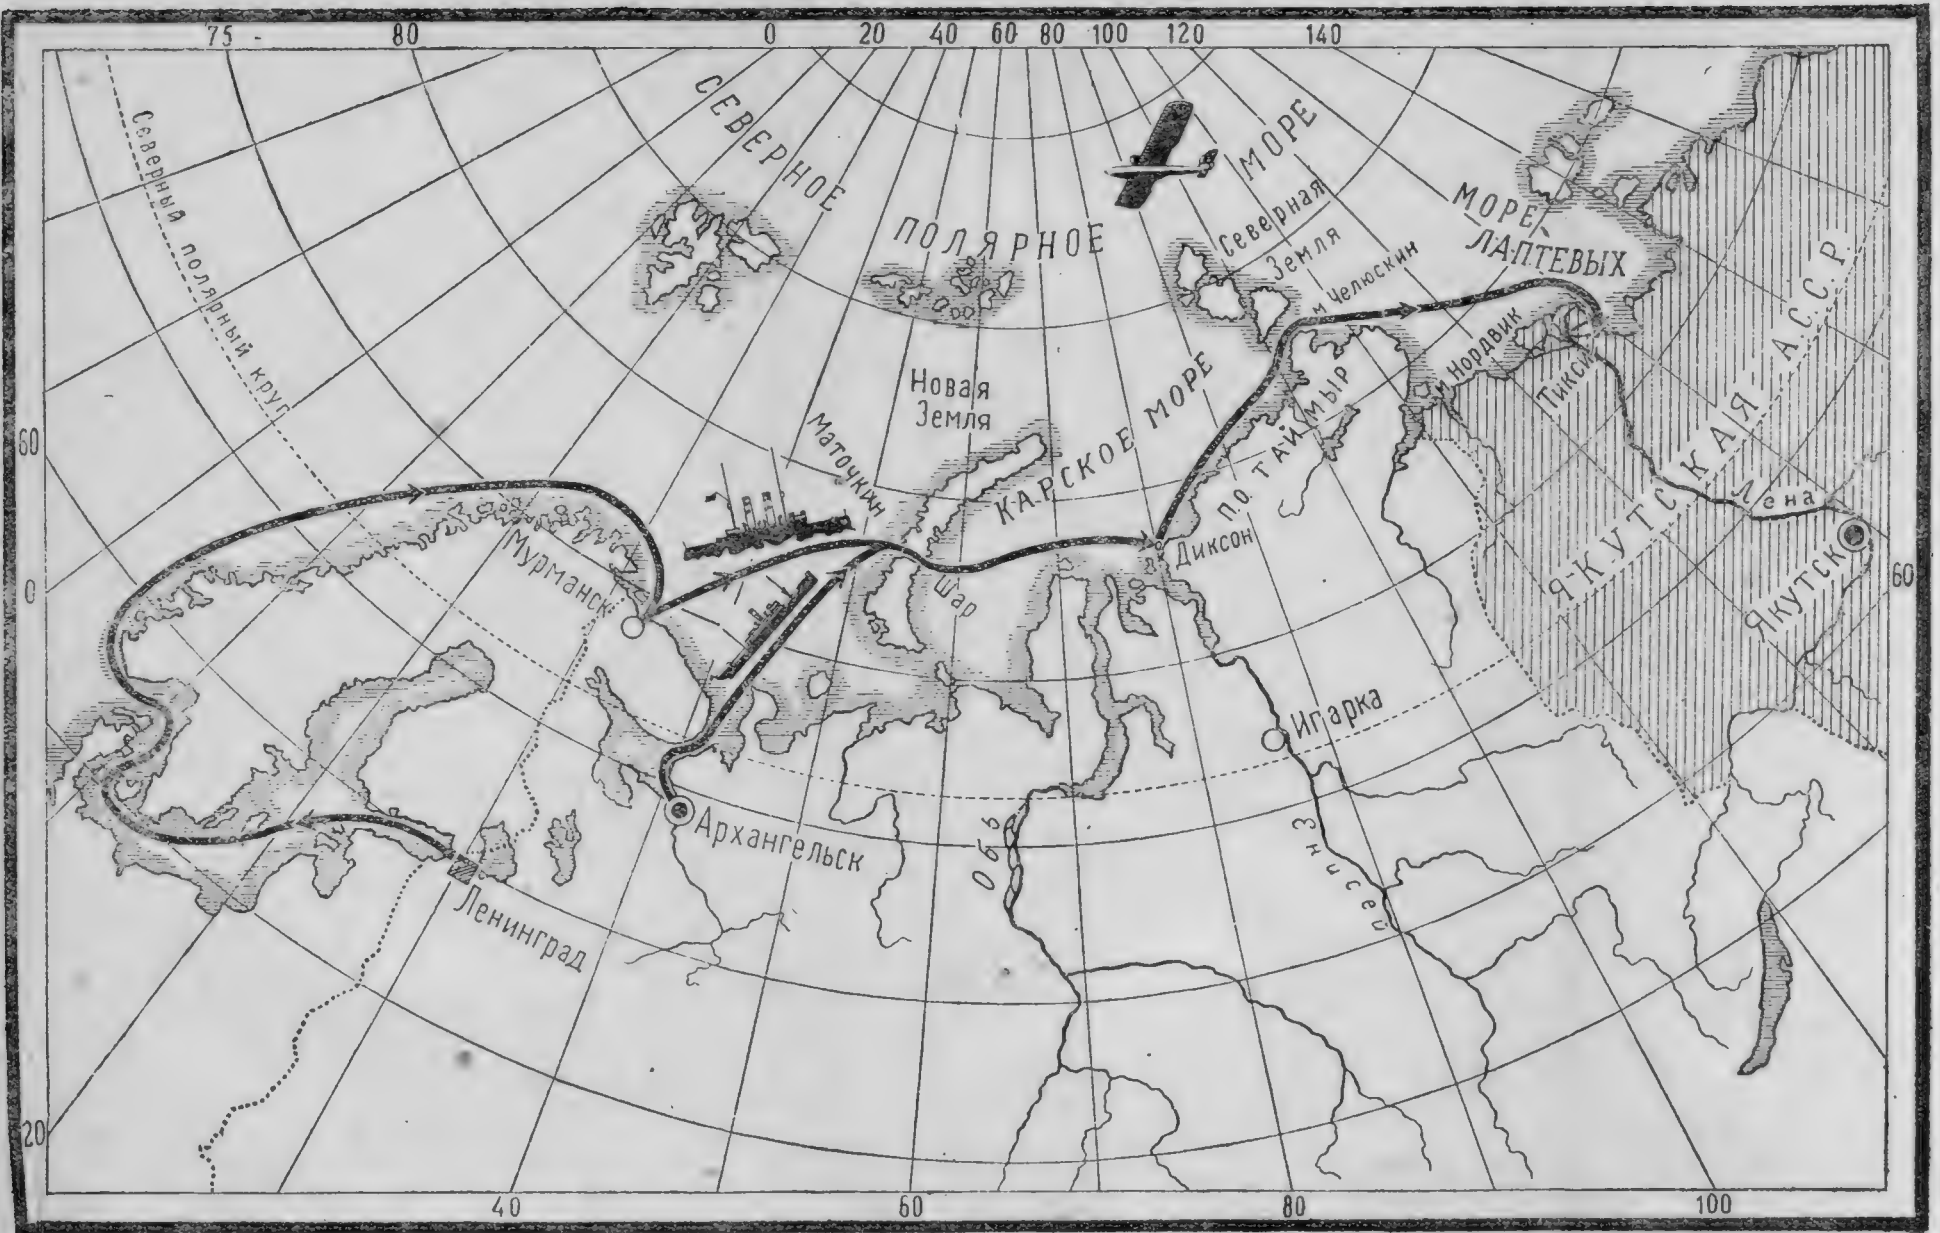 75
80
0
20
40
60
80
100
120
140
Северный полярный круг
СЕВЕРНОЕ
ПОЛЯРНОЕ
МОРЕ
Северная
Земля
м Челюскин
МОРЕ
ЛАПТЕВЫХ
м Нордвик
Тикси
Новая
Земля
Маточкин
Шар
КАРСКОЕ МОРЕ
П.О. ТАЙМЫР
Диксон
ЯКУТСКАЯ А.С.С.Р.
Лена
Якутск
60
0
60
Мурманск
Игарка
Архангельск
Обь
Енисей
Ленинград
20
40
60
80
100